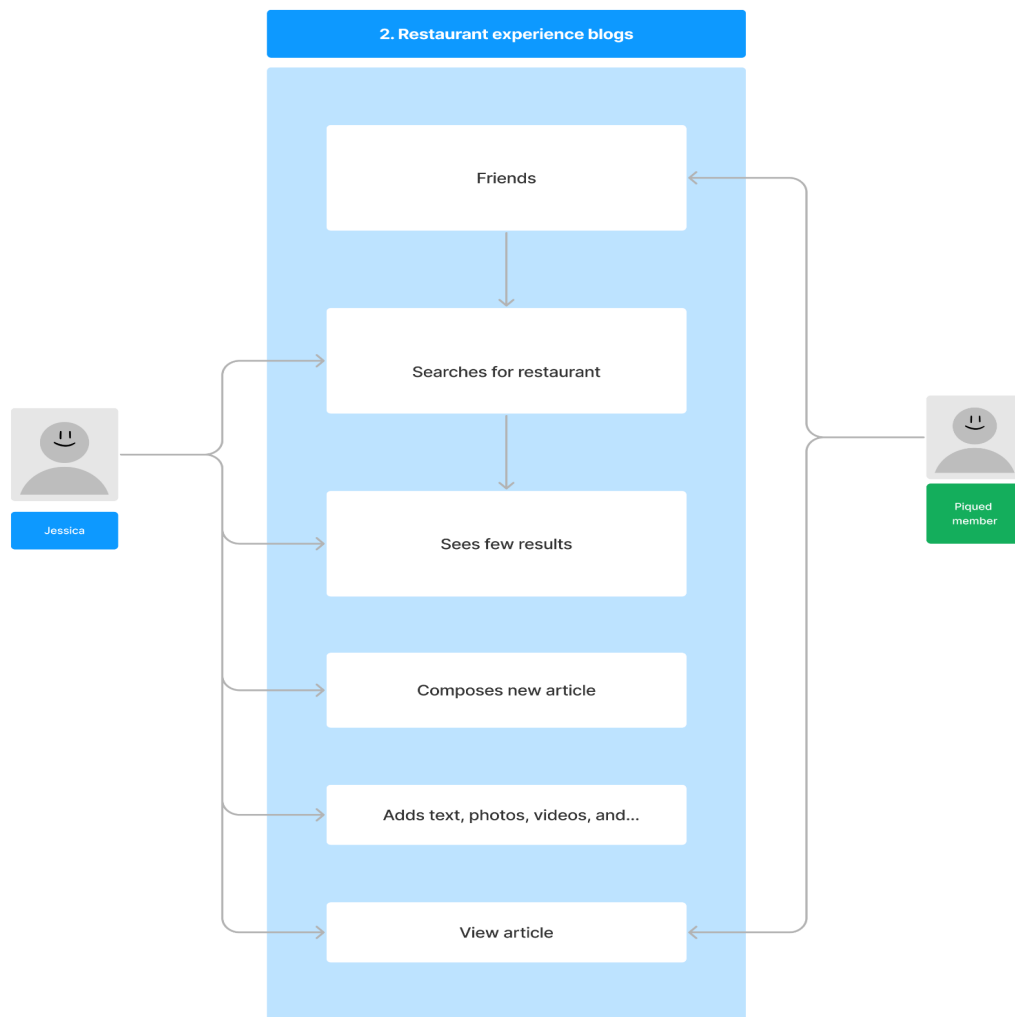 2. Restaurant experience blogs
Friends
Searches for restaurant
Jessica
Piqued
member
Sees few results
Composes new article
Adds text, photos, videos, and...
View article